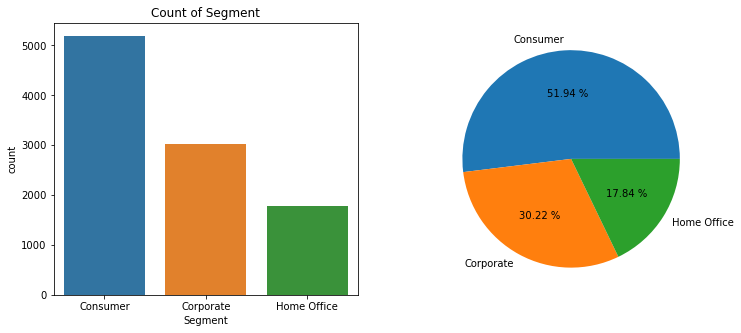 Count of Segment
count
5000
4000
3000
2000
1000
0
Consumer
Corporate
Home Office
Segment
Consumer
51.94 %
17.84 %
30.22 %
Home Office
Corporate